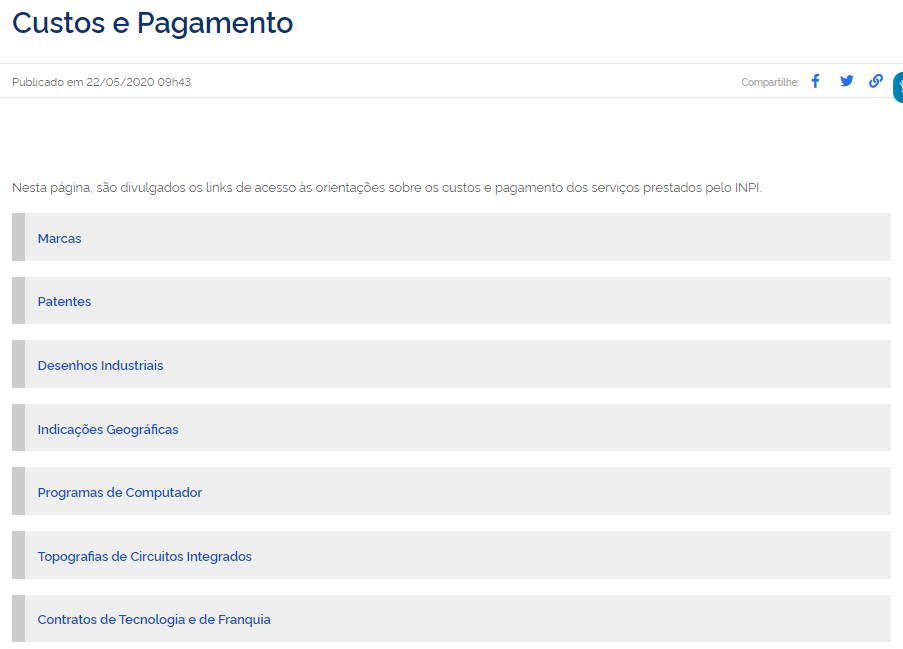 Custos e Pagamento
Publicado em 22/05/2020 09h43
Compartilhe:
Nesta página, são divulgados os links de acesso às orientações sobre os custos e pagamento dos serviços prestados pelo INPI.
Marcas
Patentes
Desenhos Industriais
Indicações Geográficas
Programas de Computador
Topografias de Circuitos Integrados
Contratos de Tecnologia e de Franquia